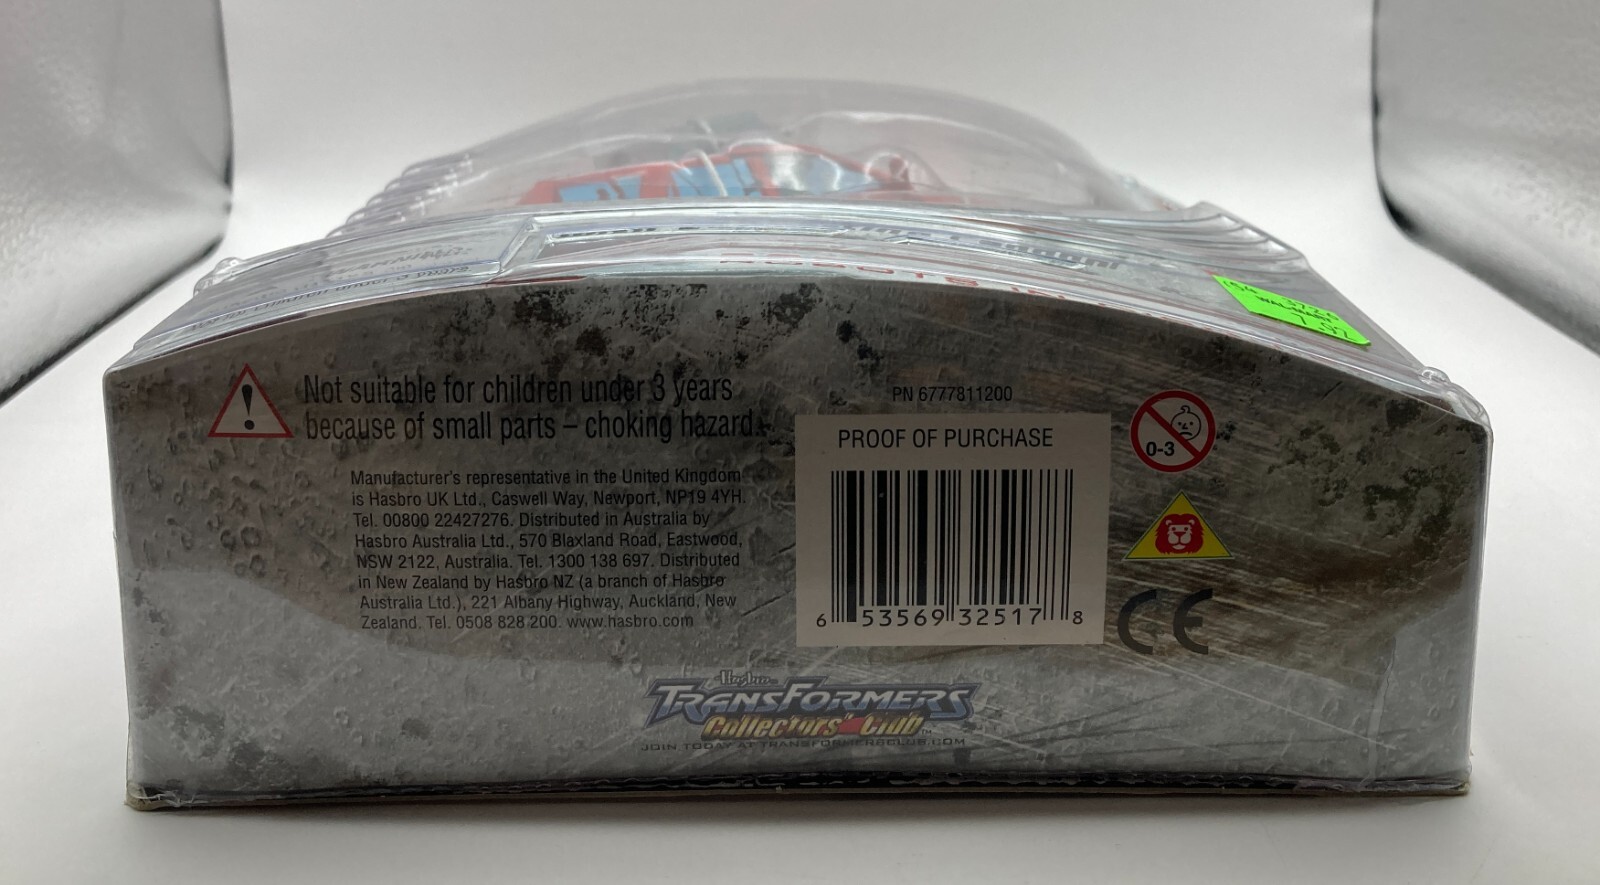 Not suitable for children under 3 years
because of small parts – choking hazard.
Manufacturer's representative in the United Kingdom
is Hasbro UK Ltd., Caswell Way, Newport, NP19 4YH.
Tel. 00800 22427276. Distributed in Australia by
Hasbro Australia Ltd., 570 Blaxland Road, Eastwood,
NSW 2122, Australia. Tel. 1300 138 697. Distributed
in New Zealand by Hasbro NZ (a branch of Hasbro
Australia Ltd.), 221 Albany Highway, Auckland, New
Zealand. Tel. 0508 828 200. www.hasbro.com
PN 6777811200
PROOF OF PURCHASE
6 53569 32517 8
0-3
CE
Hasbro
TRANSFORMERS
Collectors' Club™
JOIN TODAY AT TRANSFORMERSCLUB.COM